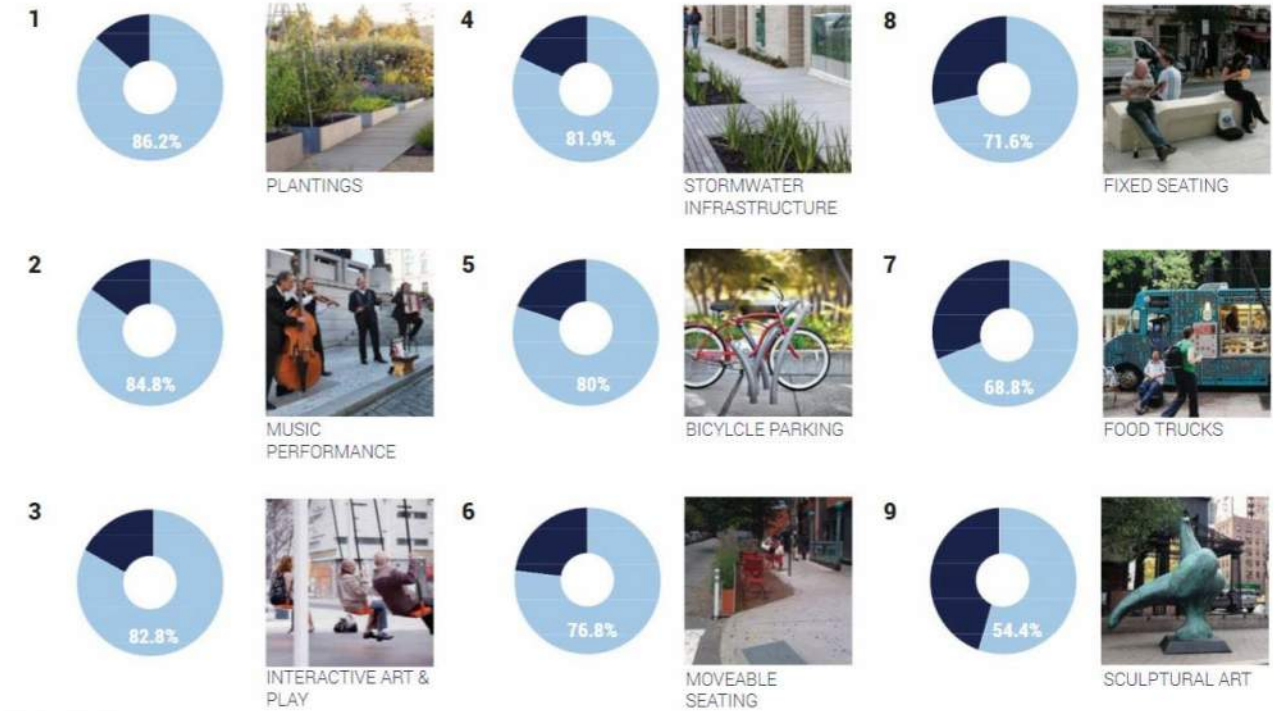 1
86.2%
PLANTINGS
4
81.9%
STORMWATER
INFRASTRUCTURE
8
71.6%
FIXED SEATING
2
84.8%
MUSIC
PERFORMANCE
5
80%
BICYLCLE PARKING
7
68.8%
FOOD TRUCKS
3
82.8%
INTERACTIVE ART &
PLAY
6
76.8%
MOVEABLE
SEATING
9
54.4%
SCULPTURAL ART